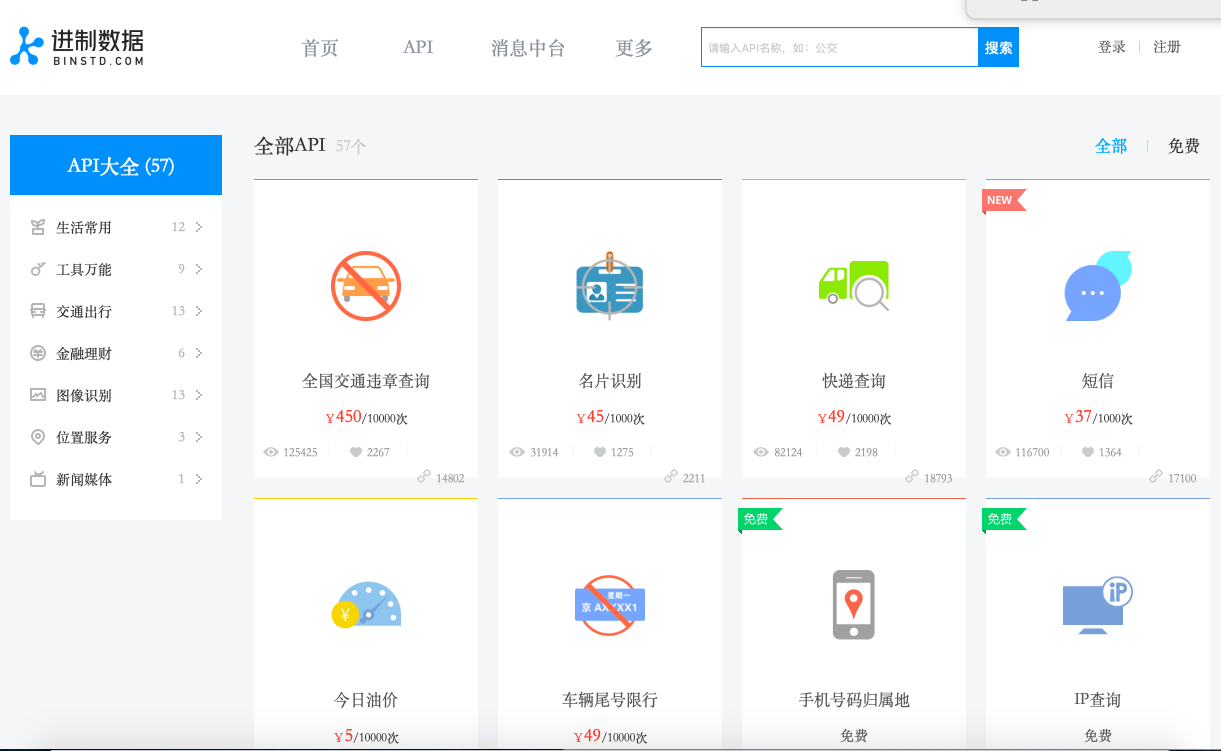 进制数据
BINSTD.COM
首页 API 消息中台 更多
请输入API名称，如：公交 搜索
登录 注册
API大全 (57)
生活常用 12
工具万能 9
交通出行 13
金融理财 6
图像识别 13
位置服务 3
新闻媒体 1
全部API 57个
全部 免费
全国交通违章查询
¥450/10000次
125425 2267
14802
名片识别
¥45/1000次
31914 1275
2211
快递查询
¥49/10000次
82124 2198
18793
NEW
···
短信
¥37/1000次
116700 1364
17100
¥
今日油价
¥5/10000次
星期一
车辆尾号限行
¥49/10000次
免费
手机号码归属地
免费
免费
iP
IP查询
免费